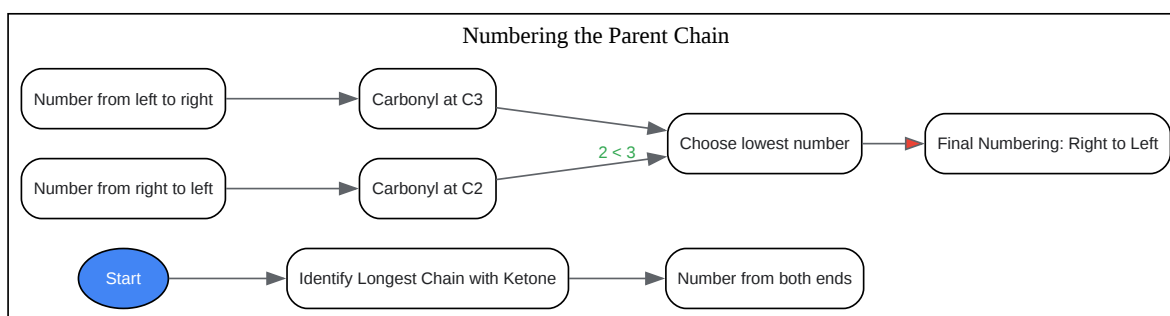 Numbering the Parent Chain
Number from left to right
Carbonyl at C3
Choose lowest number
Final Numbering: Right to Left
2 < 3
Number from right to left
Carbonyl at C2
Start
Identify Longest Chain with Ketone
Number from both ends